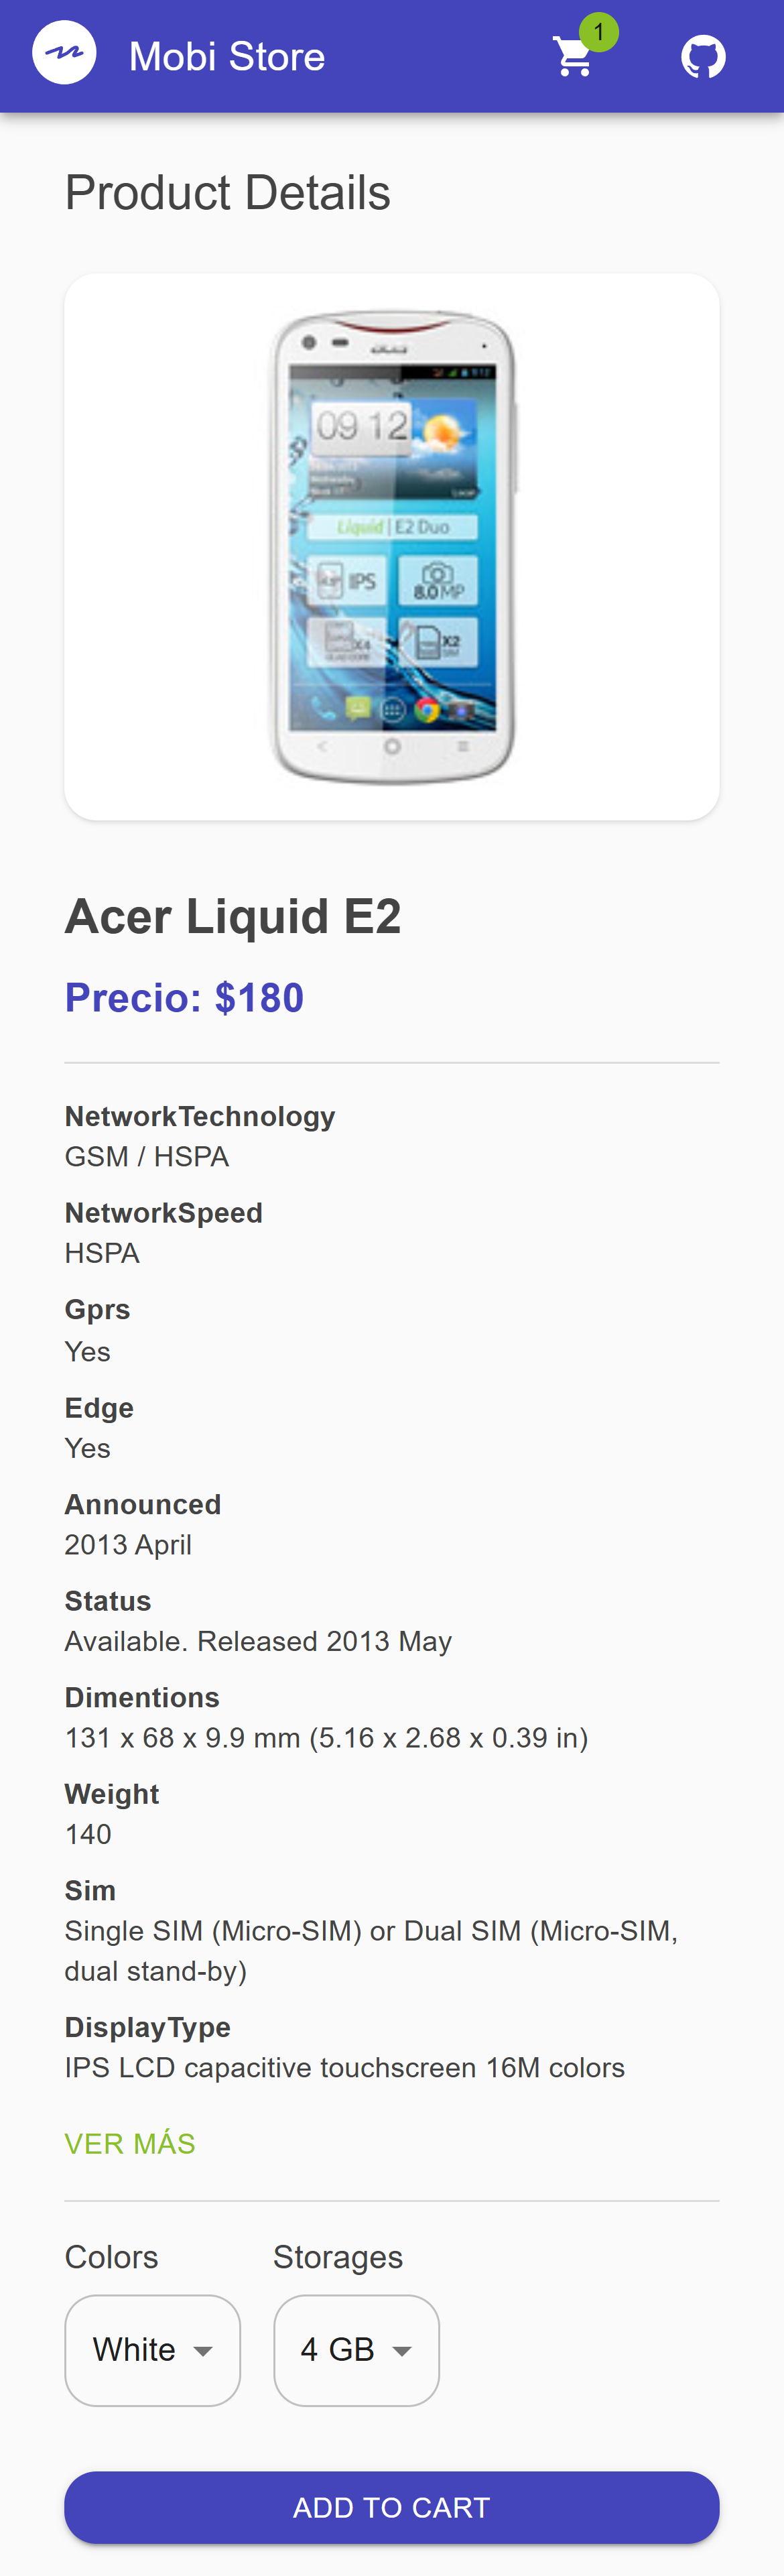 Mobi Store
1
Product Details
acer
09 12
Liquid | E2 Duo
IPS
8.0 MP
X4
X2
Acer Liquid E2
Precio: $180
NetworkTechnology
GSM / HSPA
NetworkSpeed
HSPA
Gprs
Yes
Edge
Yes
Announced
2013 April
Status
Available. Released 2013 May
Dimentions
131 x 68 x 9.9 mm (5.16 x 2.68 x 0.39 in)
Weight
140
Sim
Single SIM (Micro-SIM) or Dual SIM (Micro-SIM,
dual stand-by)
DisplayType
IPS LCD capacitive touchscreen 16M colors
VER MÁS
Colors
Storages
White
4 GB
ADD TO CART